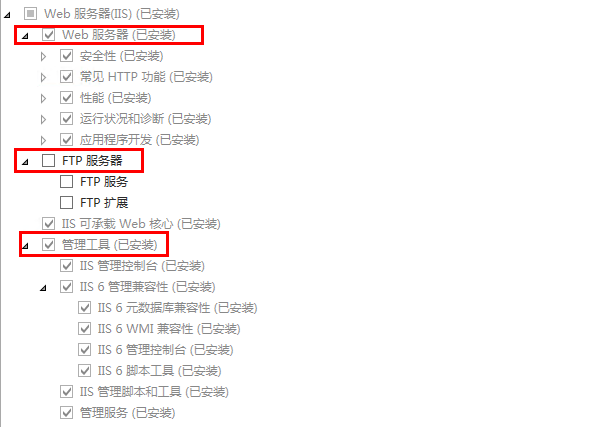 Web 服务器(IIS) (已安装)
Web 服务器 (已安装)
安全性 (已安装)
常见 HTTP 功能 (已安装)
性能 (已安装)
运行状况和诊断 (已安装)
应用程序开发 (已安装)
FTP 服务器
FTP 服务
FTP 扩展
IIS 可承载 Web 核心 (已安装)
管理工具 (已安装)
IIS 管理控制台 (已安装)
IIS 6 管理兼容性 (已安装)
IIS 6 元数据库兼容性 (已安装)
IIS 6 WMI 兼容性 (已安装)
IIS 6 管理控制台 (已安装)
IIS 6 脚本工具 (已安装)
IIS 管理脚本和工具 (已安装)
管理服务 (已安装)